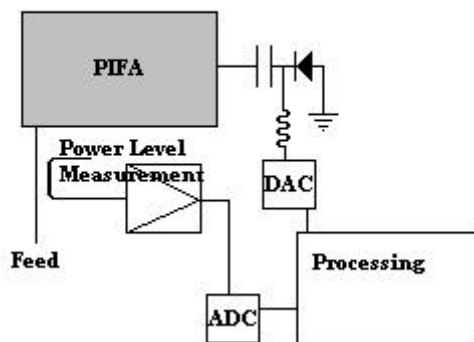 PIFA
Power Level
Measurement
DAC
Feed
Processing
ADC